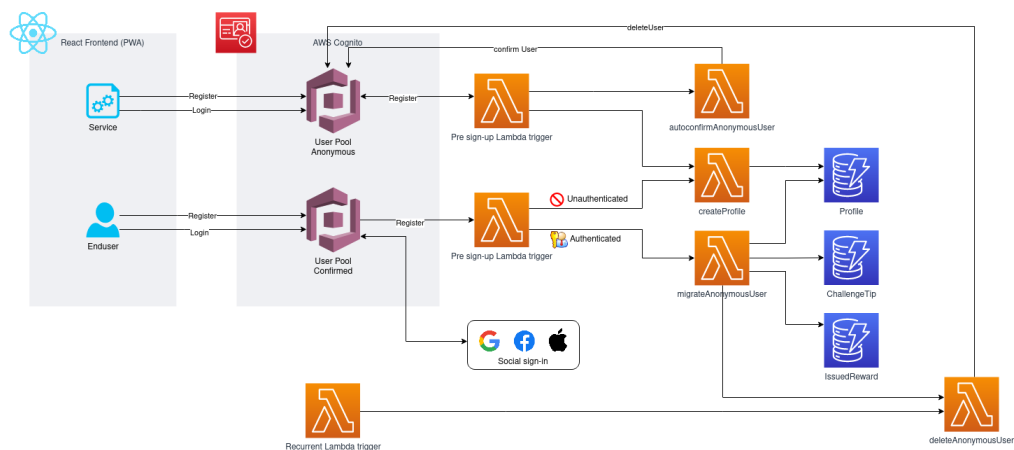 deleteUser
React Frontend (PWA)
AWS Cognito
confirm User
Register
Login
Service
Register
User Pool
Anonymous
Pre sign-up Lambda trigger
autoconfirmAnonymousUser
Unauthenticated
createProfile
Profile
Register
Login
Enduser
Register
User Pool
Confirmed
Pre sign-up Lambda trigger
Authenticated
migrateAnonymousUser
ChallengeTip
Social sign-in
IssuedReward
Recurrent Lambda trigger
deleteAnonymousUser